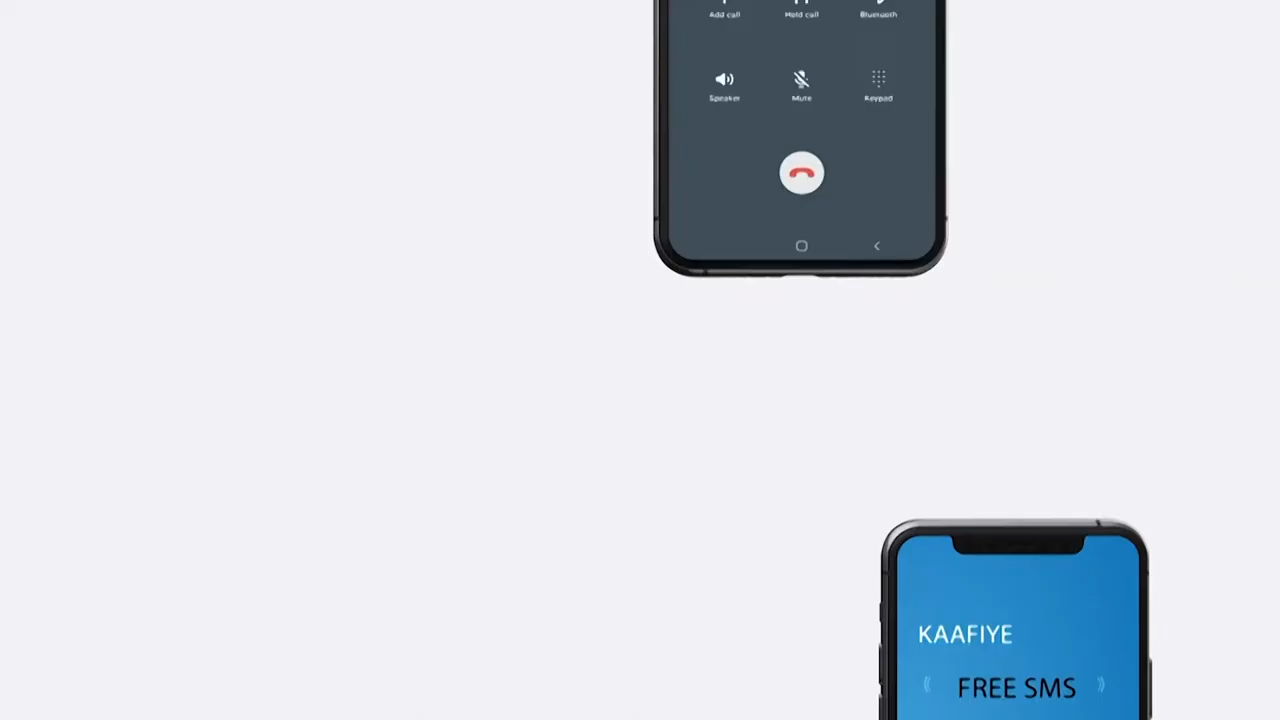 Add call Hold call Bluetooth
Speaker Mute Keypad
KAAFIYE
FREE SMS